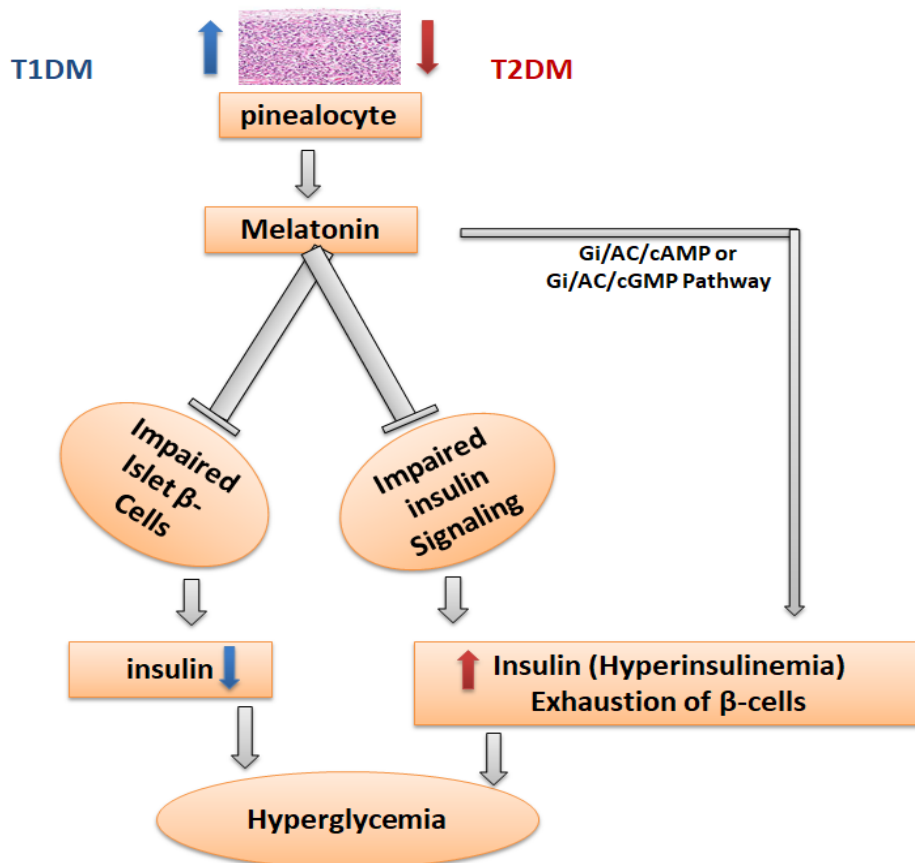 T1DM
T2DM
pinealocyte
Melatonin
Gi/AC/cAMP or
Gi/AC/cGMP Pathway
Impaired
Islet β-
Cells
Impaired
insulin
Signaling
insulin
Insulin (Hyperinsulinemia)
Exhaustion of β-cells
Hyperglycemia